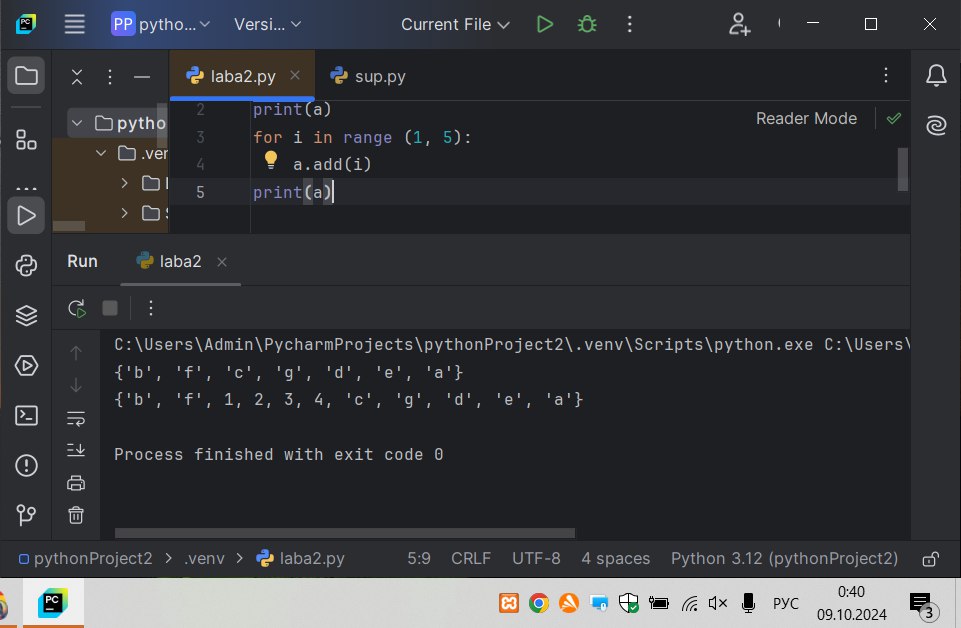 PC PP pytho... Versi... Current File
laba2.py sup.py
pytho
.ver
2 print(a)
3 for i in range (1, 5):
4 a.add(i)
5 print(a)
Reader Mode
Run laba2
C:\Users\Admin\PycharmProjects\pythonProject2\.venv\Scripts\python.exe C:\Users\
{'b', 'f', 'c', 'g', 'd', 'e', 'a'}
{'b', 'f', 1, 2, 3, 4, 'c', 'g', 'd', 'e', 'a'}
Process finished with exit code 0
pythonProject2 > .venv > laba2.py 5:9 CRLF UTF-8 4 spaces Python 3.12 (pythonProject2)
PC РУС 0:40
09.10.2024 3